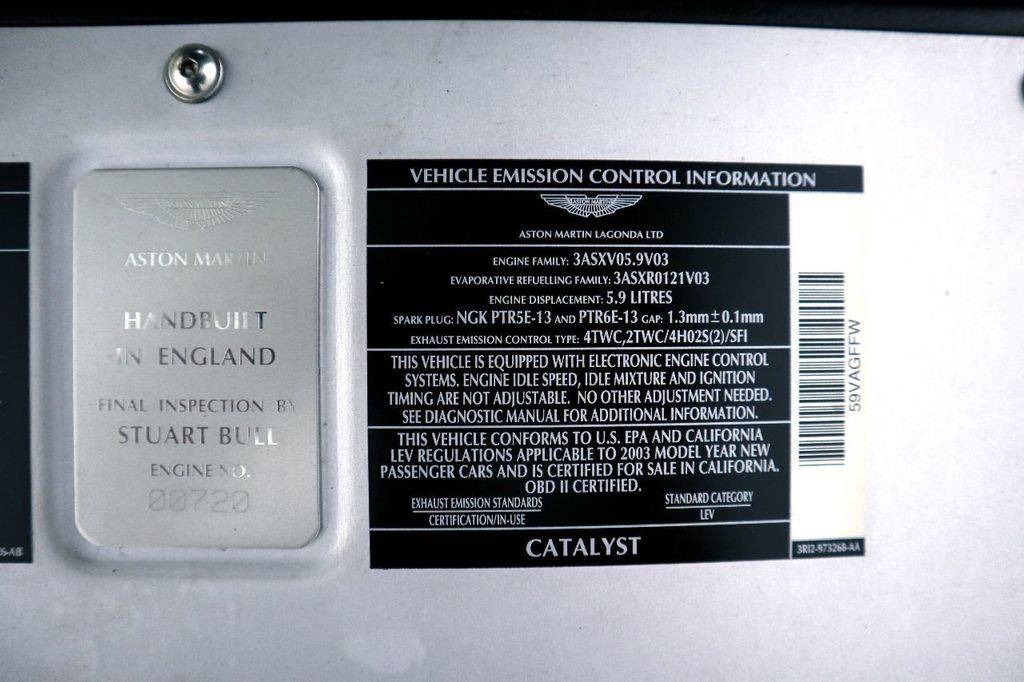 ASTON MARTIN
ASTON MARTIN
HANDBUILT
IN ENGLAND
FINAL INSPECTION BY
STUART BULL
ENGINE NO.
00720
VEHICLE EMISSION CONTROL INFORMATION
ASTON MARTIN
ASTON MARTIN LAGONDA LTD
ENGINE FAMILY: 3ASXV05.9V03
EVAPORATIVE REFUELLING FAMILY: 3ASXR0121V03
ENGINE DISPLACEMENT: 5.9 LITRES
SPARK PLUG: NGK PTR5E-13 AND PTR6E-13 GAP: 1.3mm±0.1mm
EXHAUST EMISSION CONTROL TYPE: 4TWC,2TWC/4H02S(2)/SFI
THIS VEHICLE IS EQUIPPED WITH ELECTRONIC ENGINE CONTROL
SYSTEMS. ENGINE IDLE SPEED, IDLE MIXTURE AND IGNITION
TIMING ARE NOT ADJUSTABLE. NO OTHER ADJUSTMENT NEEDED.
SEE DIAGNOSTIC MANUAL FOR ADDITIONAL INFORMATION.
THIS VEHICLE CONFORMS TO U.S. EPA AND CALIFORNIA
LEV REGULATIONS APPLICABLE TO 2003 MODEL YEAR NEW
PASSENGER CARS AND IS CERTIFIED FOR SALE IN CALIFORNIA.
OBD II CERTIFIED.
EXHAUST EMISSION STANDARDS
CERTIFICATION/IN-USE
STANDARD CATEGORY
LEV
CATALYST
59VAGFFW
3R12-973268-AA